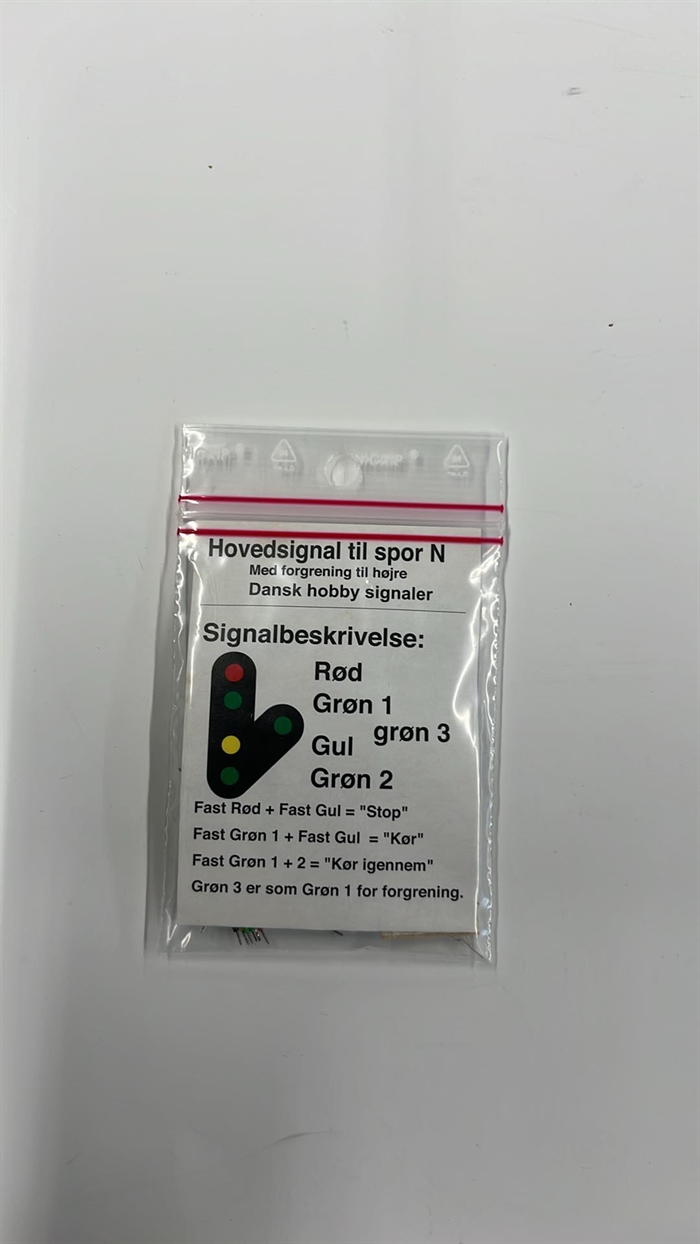 Hovedsignal til spor N
Med forgrening til højre
Dansk hobby signaler
Signalbeskrivelse:
Rød
Grøn 1
grøn 3
Gul
Grøn 2
Fast Rød + Fast Gul = "Stop"
Fast Grøn 1 + Fast Gul = "Kør"
Fast Grøn 1 + 2 = "Kør igennem"
Grøn 3 er som Grøn 1 for forgrening.